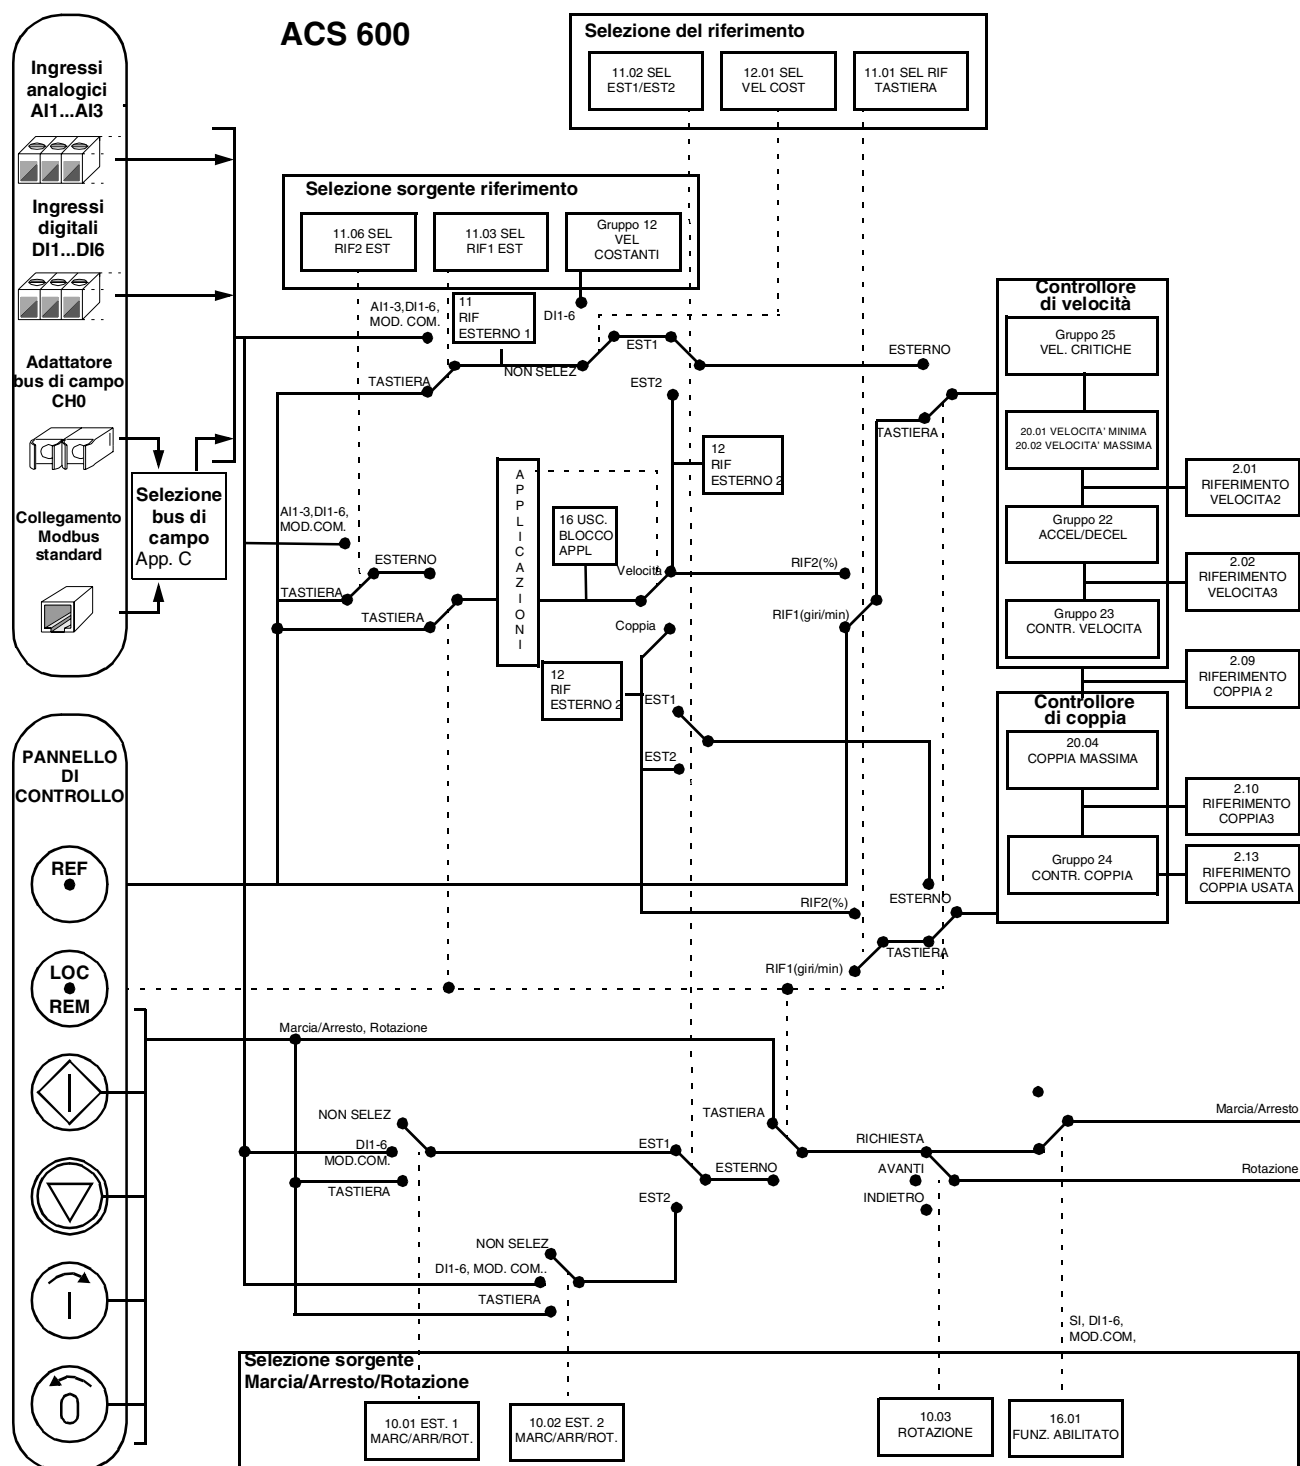 ACS 600
Selezione del riferimento
11.02 SEL
EST1/EST2
12.01 SEL
VEL COST
11.01 SEL RIF
TASTIERA
Ingressi
analogici
AI1...AI3
Ingressi
digitali
DI1...DI6
Adattatore
bus di campo
CH0
Collegamento
Modbus
standard
Selezione
bus di
campo
App. C
Selezione sorgente riferimento
11.06 SEL
RIF2 EST
11.03 SEL
RIF1 EST
Gruppo 12
VEL
COSTANTI
AI1-3,DI1-6,
MOD. COM.
11
RIF
ESTERNO 1
DI1-6
TASTIERA
NON SELEZ
EST1
EST2
ESTERNO
TASTIERA
12
RIF
ESTERNO 2
AI1-3,DI1-6,
MOD.COM.
ESTERNO
TASTIERA
TASTIERA
APPLICAZIONI
16 USC.
BLOCCO
APPL
Velocità
Coppia
RIF2(%)
RIF1(giri/min)
12
RIF
ESTERNO 2
EST1
EST2
Controllore
di velocità
Gruppo 25
VEL. CRITICHE
20.01 VELOCITA' MINIMA
20.02 VELOCITA' MASSIMA
2.01
RIFERIMENTO
VELOCITA2
Gruppo 22
ACCEL/DECEL
2.02
RIFERIMENTO
VELOCITA3
Gruppo 23
CONTR. VELOCITA
2.09
RIFERIMENTO
COPPIA 2
Controllore
di coppia
20.04
COPPIA MASSIMA
2.10
RIFERIMENTO
COPPIA3
Gruppo 24
CONTR. COPPIA
2.13
RIFERIMENTO
COPPIA USATA
ESTERNO
RIF2(%)
TASTIERA
RIF1(giri/min)
PANNELLO
DI
CONTROLLO
REF
LOC
REM
Marcia/Arresto, Rotazione
NON SELEZ
DI1-6
MOD.COM.
TASTIERA
EST1
TASTIERA
ESTERNO
EST2
NON SELEZ
DI1-6, MOD. COM..
TASTIERA
RICHIESTA
AVANTI
INDIETRO
Marcia/Arresto
Rotazione
SI, DI1-6,
MOD.COM,
Selezione sorgente
Marcia/Arresto/Rotazione
10.01 EST. 1
MARC/ARR/ROT.
10.02 EST. 2
MARC/ARR/ROT.
10.03
ROTAZIONE
16.01
FUNZ. ABILITATO